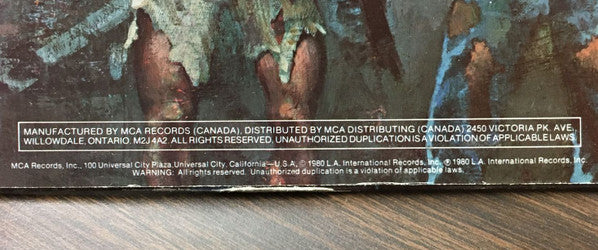 MANUFACTURED BY MCA RECORDS (CANADA), DISTRIBUTED BY MCA DISTRIBUTING (CANADA) 2450 VICTORIA PK. AVE.
WILLOWDALE, ONTARIO. M2J 4A2 ALL RIGHTS RESERVED. UNAUTHORIZED DUPLICATION IS A VIOLATION OF APPLICABLE LAWS.
MCA Records, Inc., 100 Universal City Plaza, Universal City, California—U.S.A. © 1980 L.A. International Records, Inc. ℗ 1980 L.A. International Records, Inc.
WARNING: All rights reserved. Unauthorized duplication is a violation of applicable laws.